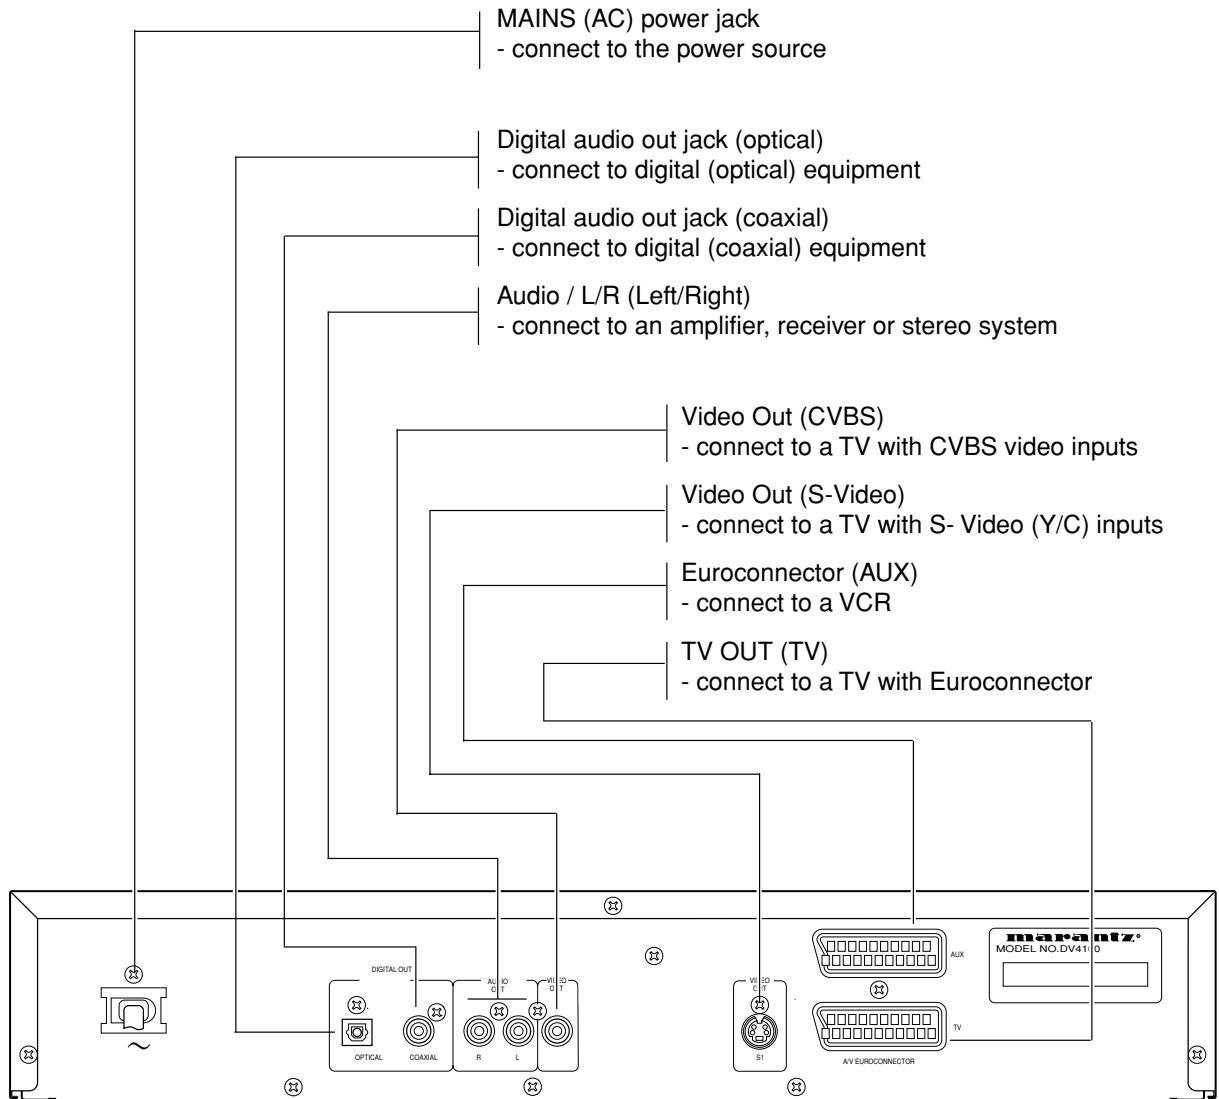 MAINS (AC) power jack
- connect to the power source
Digital audio out jack (optical)
- connect to digital (optical) equipment
Digital audio out jack (coaxial)
- connect to digital (coaxial) equipment
Audio / L/R (Left/Right)
- connect to an amplifier, receiver or stereo system
Video Out (CVBS)
- connect to a TV with CVBS video inputs
Video Out (S-Video)
- connect to a TV with S- Video (Y/C) inputs
Euroconnector (AUX)
- connect to a VCR
TV OUT (TV)
- connect to a TV with Euroconnector
marantz
MODEL NO.DV4100
AUX
DIGITAL OUT
AUDIO
OUT
VIDEO
OUT
VIDEO
OUT
TV
OPTICAL
COAXIAL
R
L
S1
A/V EUROCONNECTOR
~